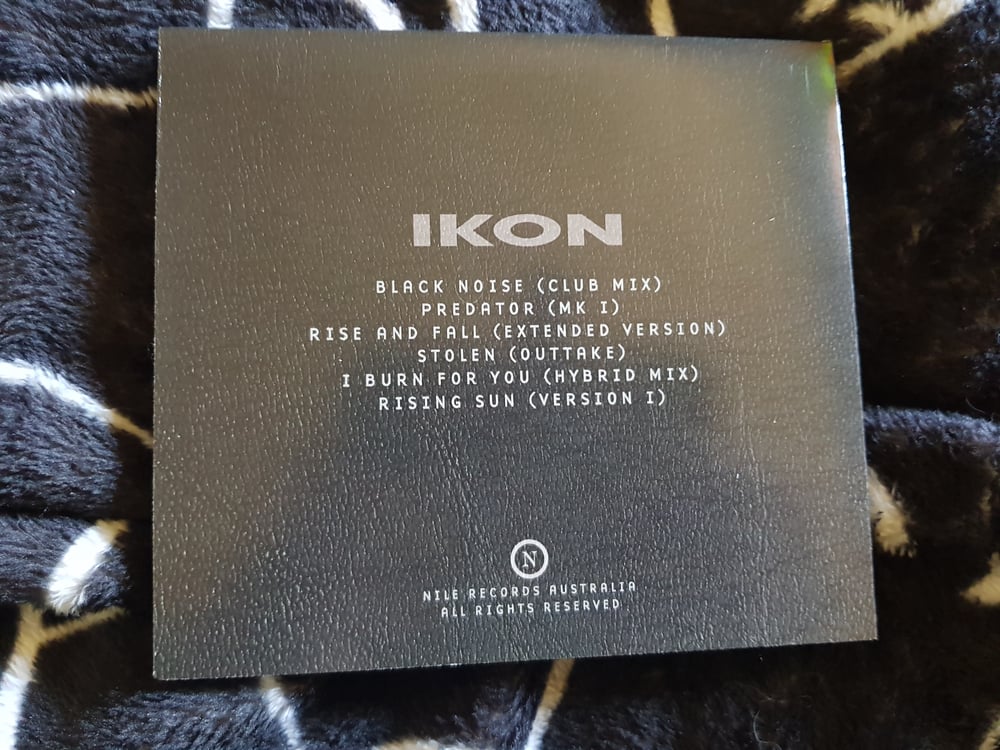 IKON
BLACK NOISE (CLUB MIX)
PREDATOR (MK I)
RISE AND FALL (EXTENDED VERSION)
STOLEN (OUTTAKE)
I BURN FOR YOU (HYBRID MIX)
RISING SUN (VERSION I)
N
NILE RECORDS AUSTRALIA
ALL RIGHTS RESERVED